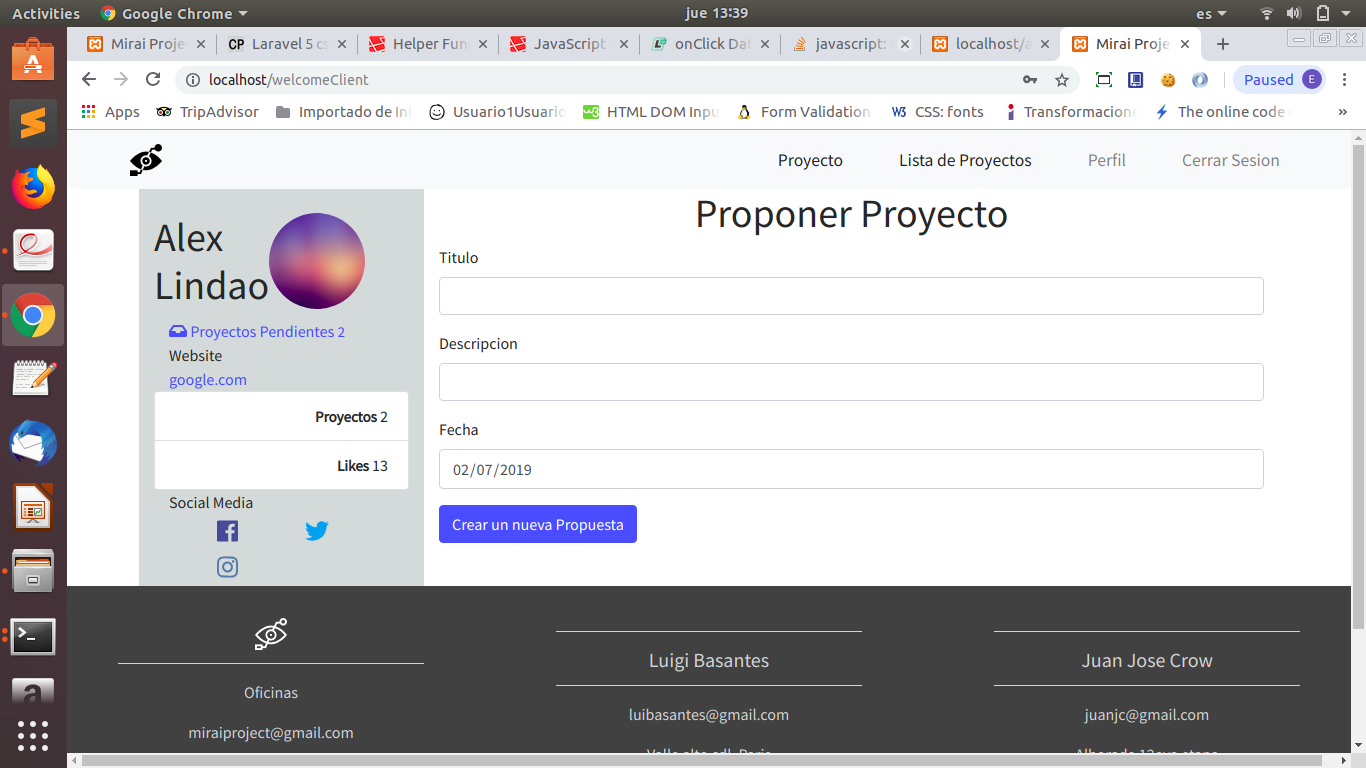 Activities
Google Chrome
jue 13:39
es
Mirai Proje
CP Laravel 5 cs
Helper Fun
JavaScript
onClick Da
javascript:
localhost/a
Mirai Proje
localhost/welcomeClient
Paused E
Apps
TripAdvisor
Importado de In
Usuario1Usuario
HTML DOM Inpu
Form Validation
W3 CSS: fonts
Transformacione
The online code
»
Proyecto
Lista de Proyectos
Perfil
Cerrar Sesion
Alex
Lindao
Proyectos Pendientes 2
Website
google.com
Proyectos 2
Likes 13
Social Media
Proponer Proyecto
Titulo
Descripcion
Fecha
02/07/2019
Crear un nueva Propuesta
Oficinas
miraiproject@gmail.com
Luigi Basantes
luibasantes@gmail.com
Juan Jose Crow
juanjc@gmail.com